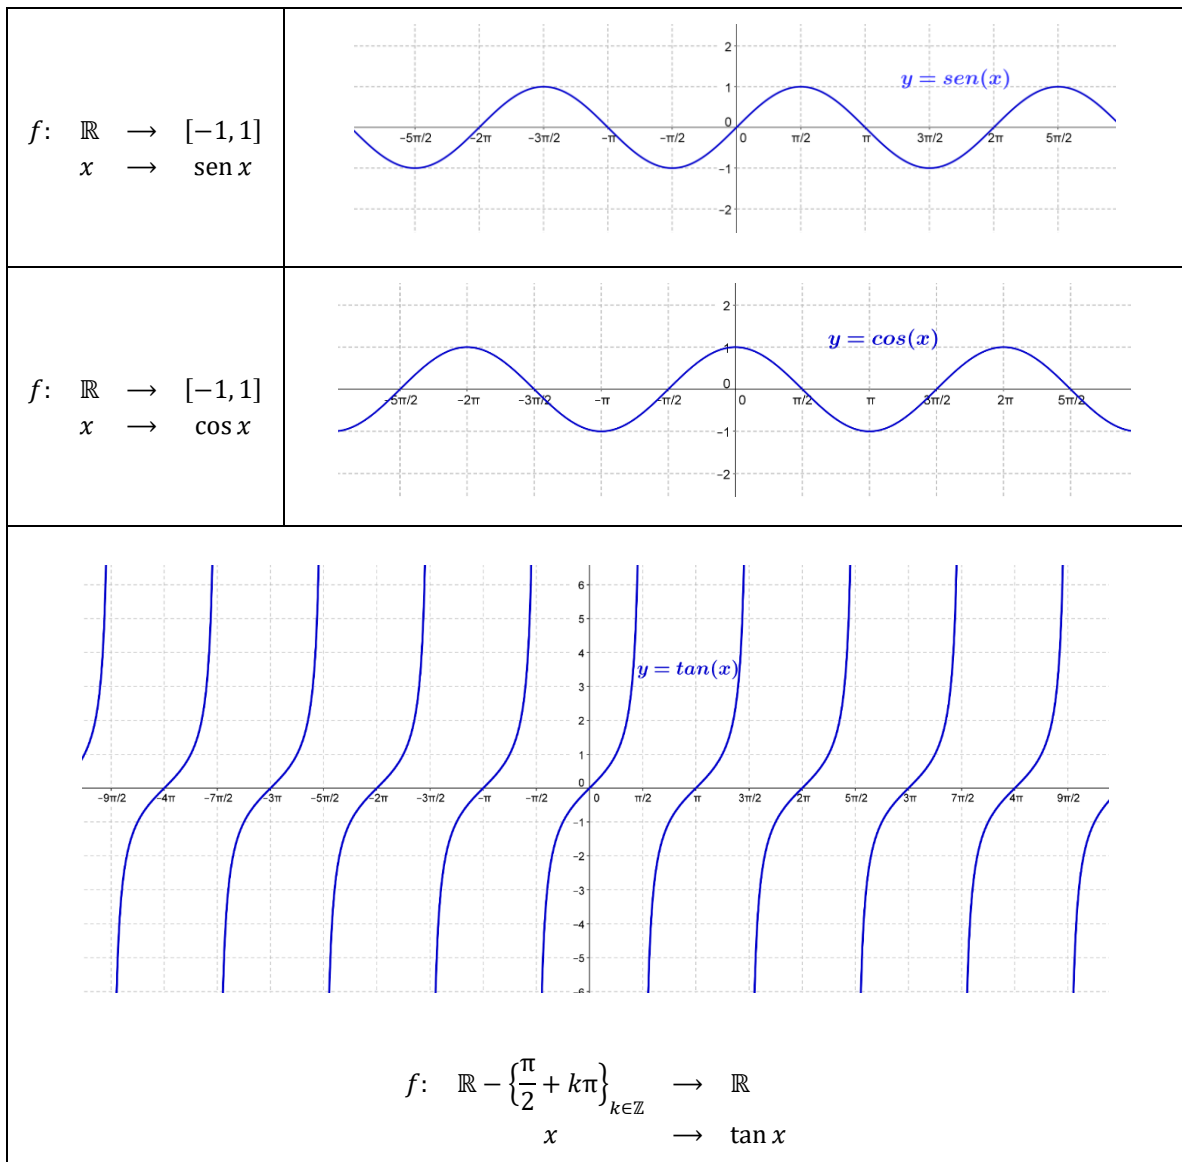 f: ℝ ⟶ [−1, 1]
x ⟶ sen x
y = sen(x)
2
1
0
−5π/2 −2π −3π/2 −π −π/2 0 π/2 π 3π/2 2π 5π/2
−1
−2
f: ℝ ⟶ [−1, 1]
x ⟶ cos x
2
y = cos(x)
1
0
−5π/2 −2π −3π/2 −π −π/2 0 π/2 π 3π/2 2π 5π/2
−1
−2
6
5
4
y = tan(x)
3
2
1
0
−9π/2 −4π −7π/2 −3π −5π/2 −2π −3π/2 −π −π/2 0 π/2 π 3π/2 2π 5π/2 3π 7π/2 4π 9π/2
−1
−2
−3
−4
−5
−6
f: ℝ − {π/2 + kπ}k∈ℤ ⟶ ℝ
x ⟶ tan x